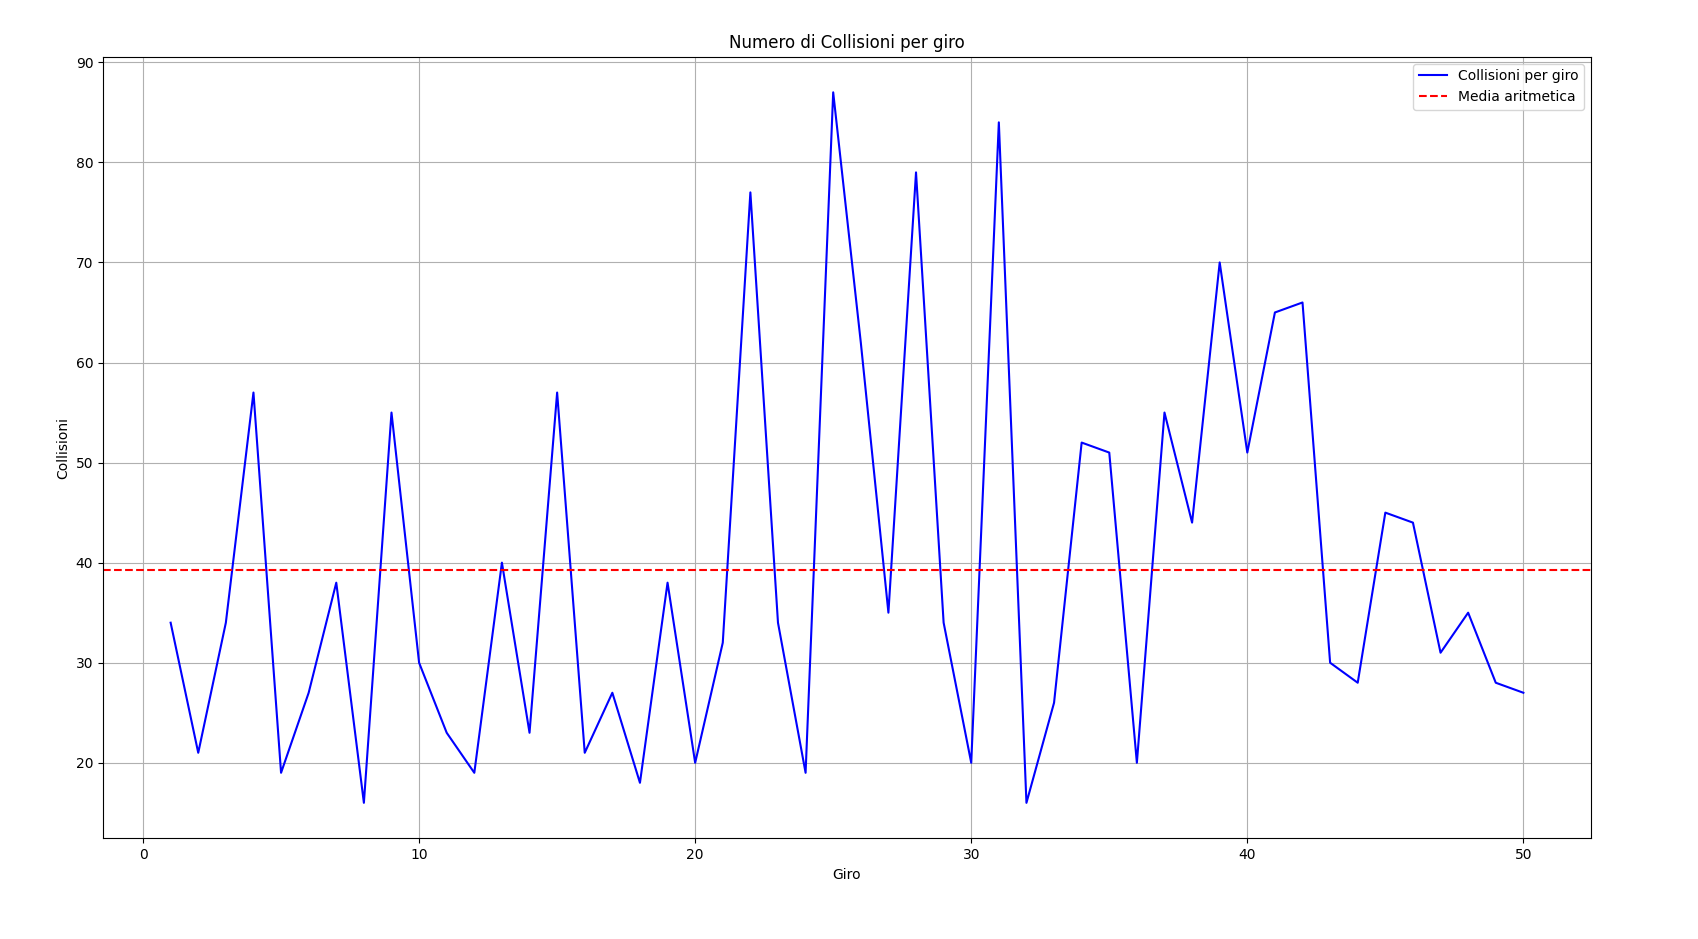 Numero di Collisioni per giro
Collisioni per giro
Media aritmetica
90
80
70
60
50
40
30
20
Collisioni
0 10 20 30 40 50
Giro